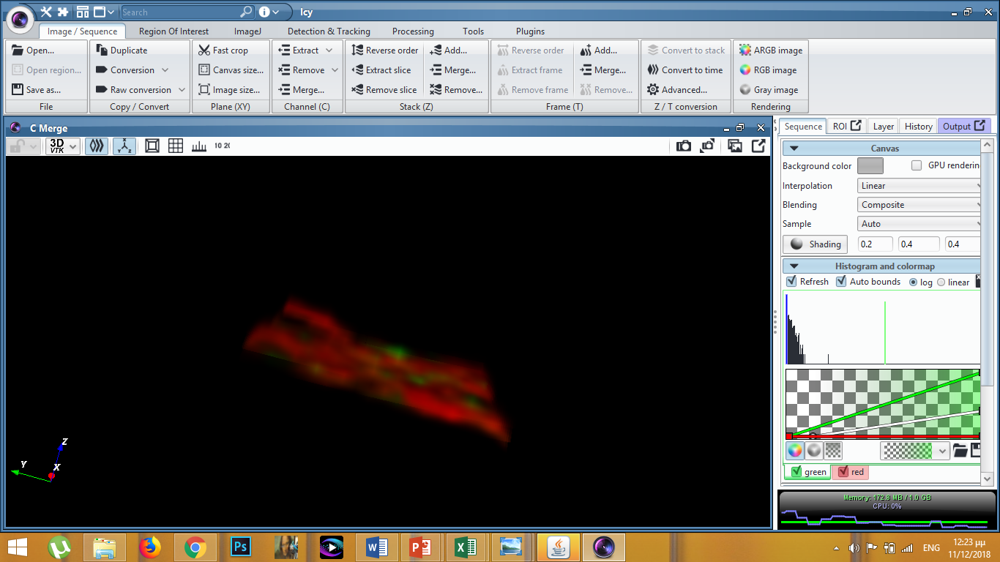 Search
Icy
Image / Sequence Region Of Interest ImageJ Detection & Tracking Processing Tools Plugins
Open... Duplicate Fast crop Extract Reverse order Add... Reverse order Add... Convert to stack ARGB image
Open region... Conversion Canvas size... Remove Extract slice Merge... Extract frame Merge... Convert to time RGB image
Save as... Raw conversion Image size... Merge... Remove slice Remove... Remove frame Remove... Advanced... Gray image
File Copy / Convert Plane (XY) Channel (C) Stack (Z) Frame (T) Z / T conversion Rendering
C Merge
3D VTK 10 20
Sequence ROI Layer History Output
Canvas
Background color GPU renderin
Interpolation Linear
Blending Composite
Sample Auto
Shading 0.2 0.4 0.4
Histogram and colormap
Refresh Auto bounds log linear
green red
Memory: 172.8 MB / 1.0 GB
CPU: 0%
Z
Y
X
Ps W P X
ENG
12:23 μμ
11/12/2018